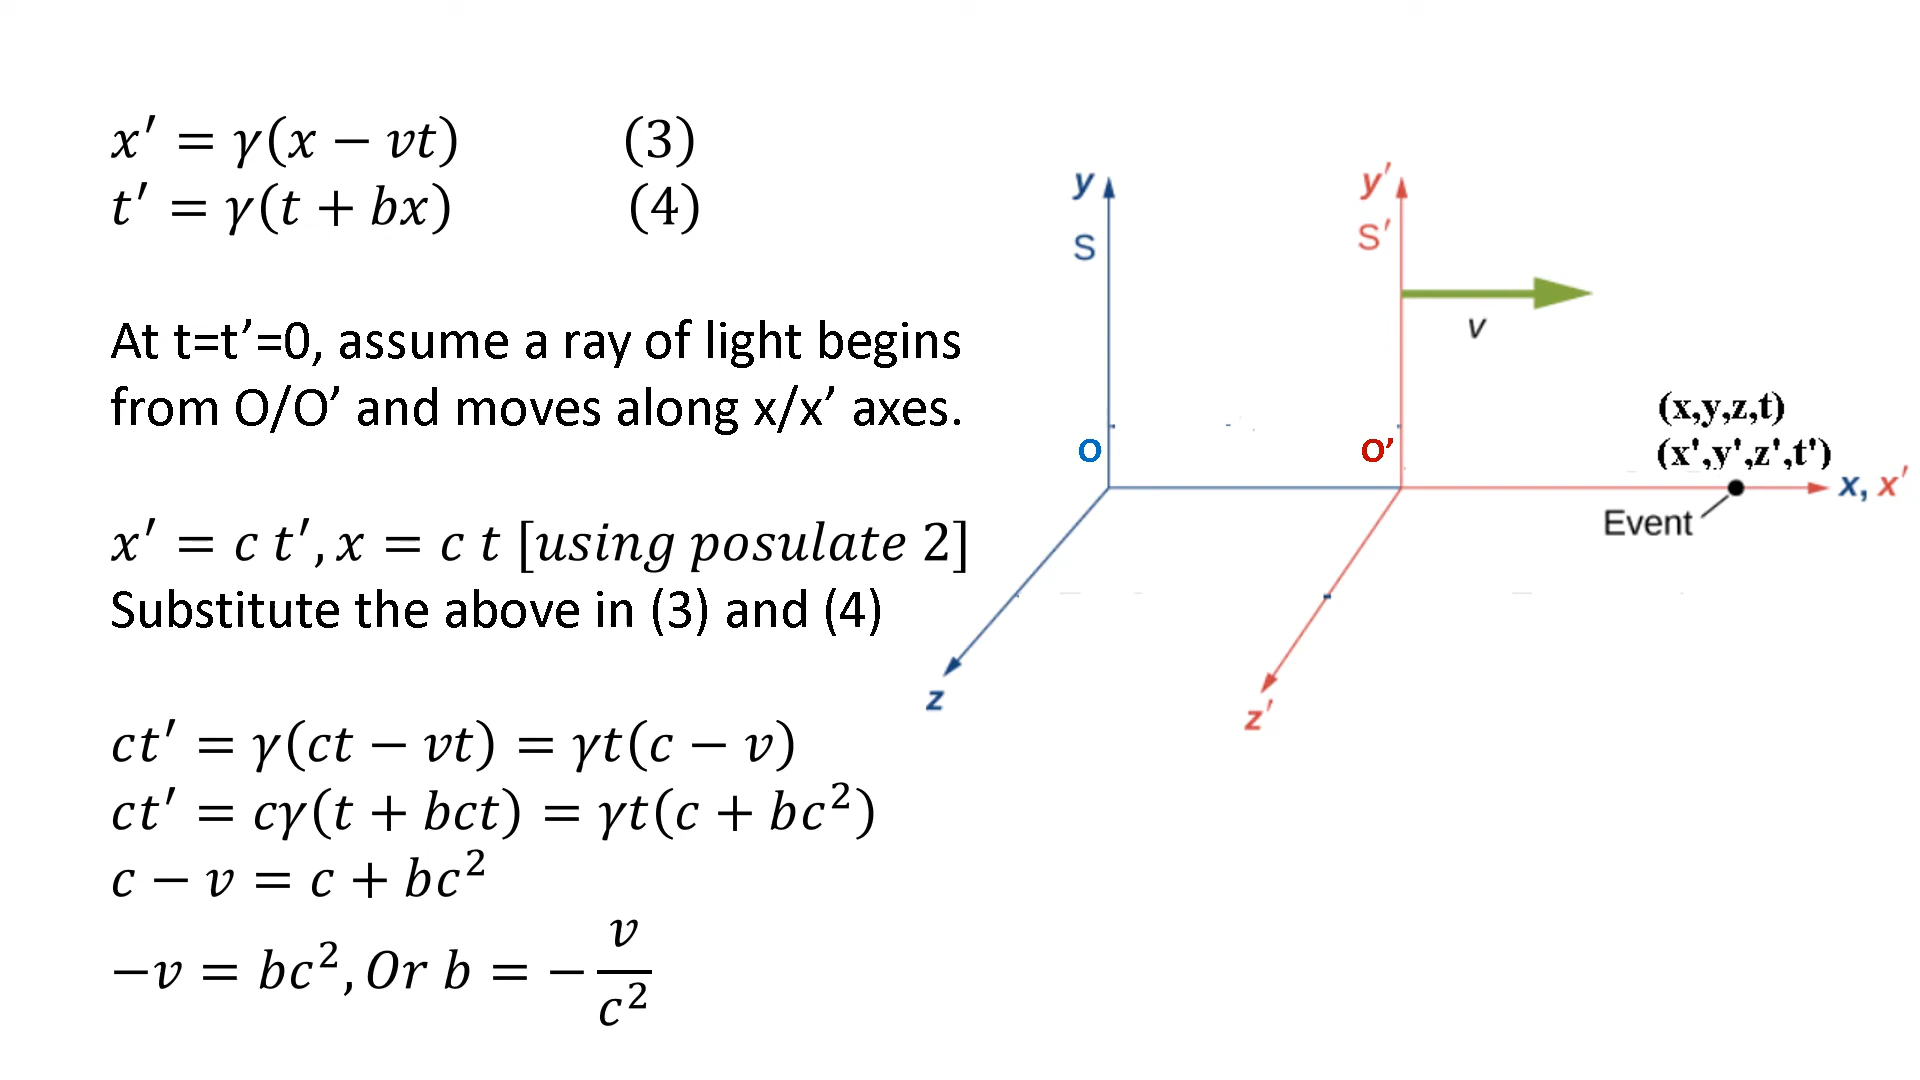 x′ = γ(x − vt) (3)
t′ = γ(t + bx) (4)
At t=t’=0, assume a ray of light begins
from O/O’ and moves along x/x’ axes.
x′ = c t′, x = c t [using posulate 2]
Substitute the above in (3) and (4)
ct′ = γ(ct − vt) = γt(c − v)
ct′ = cγ(t + bct) = γt(c + bc²)
c − v = c + bc²
−v = bc², Or b = −v/c²
y
S
O
z
y′
S′
O’
z′
v
(x,y,z,t)
(x',y',z',t')
x, x′
Event